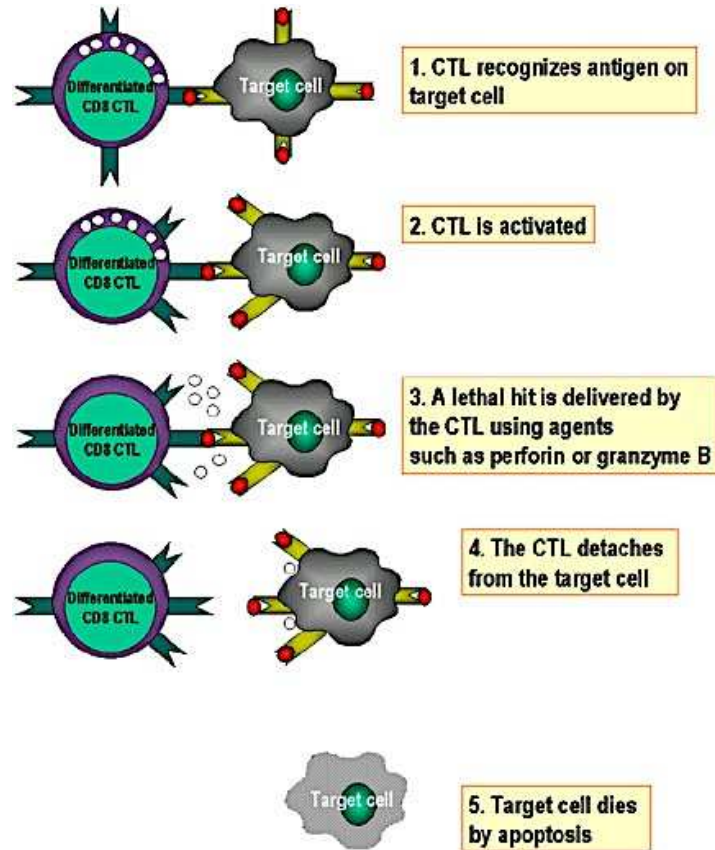 Differentiated
CD8 CTL
Target cell
1. CTL recognizes antigen on
target cell
Differentiated
CD8 CTL
Target cell
2. CTL is activated
Differentiated
CD8 CTL
Target cell
3. A lethal hit is delivered by
the CTL using agents
such as perforin or granzyme B
Differentiated
CD8 CTL
Target cell
4. The CTL detaches
from the target cell
Target cell
5. Target cell dies
by apoptosis